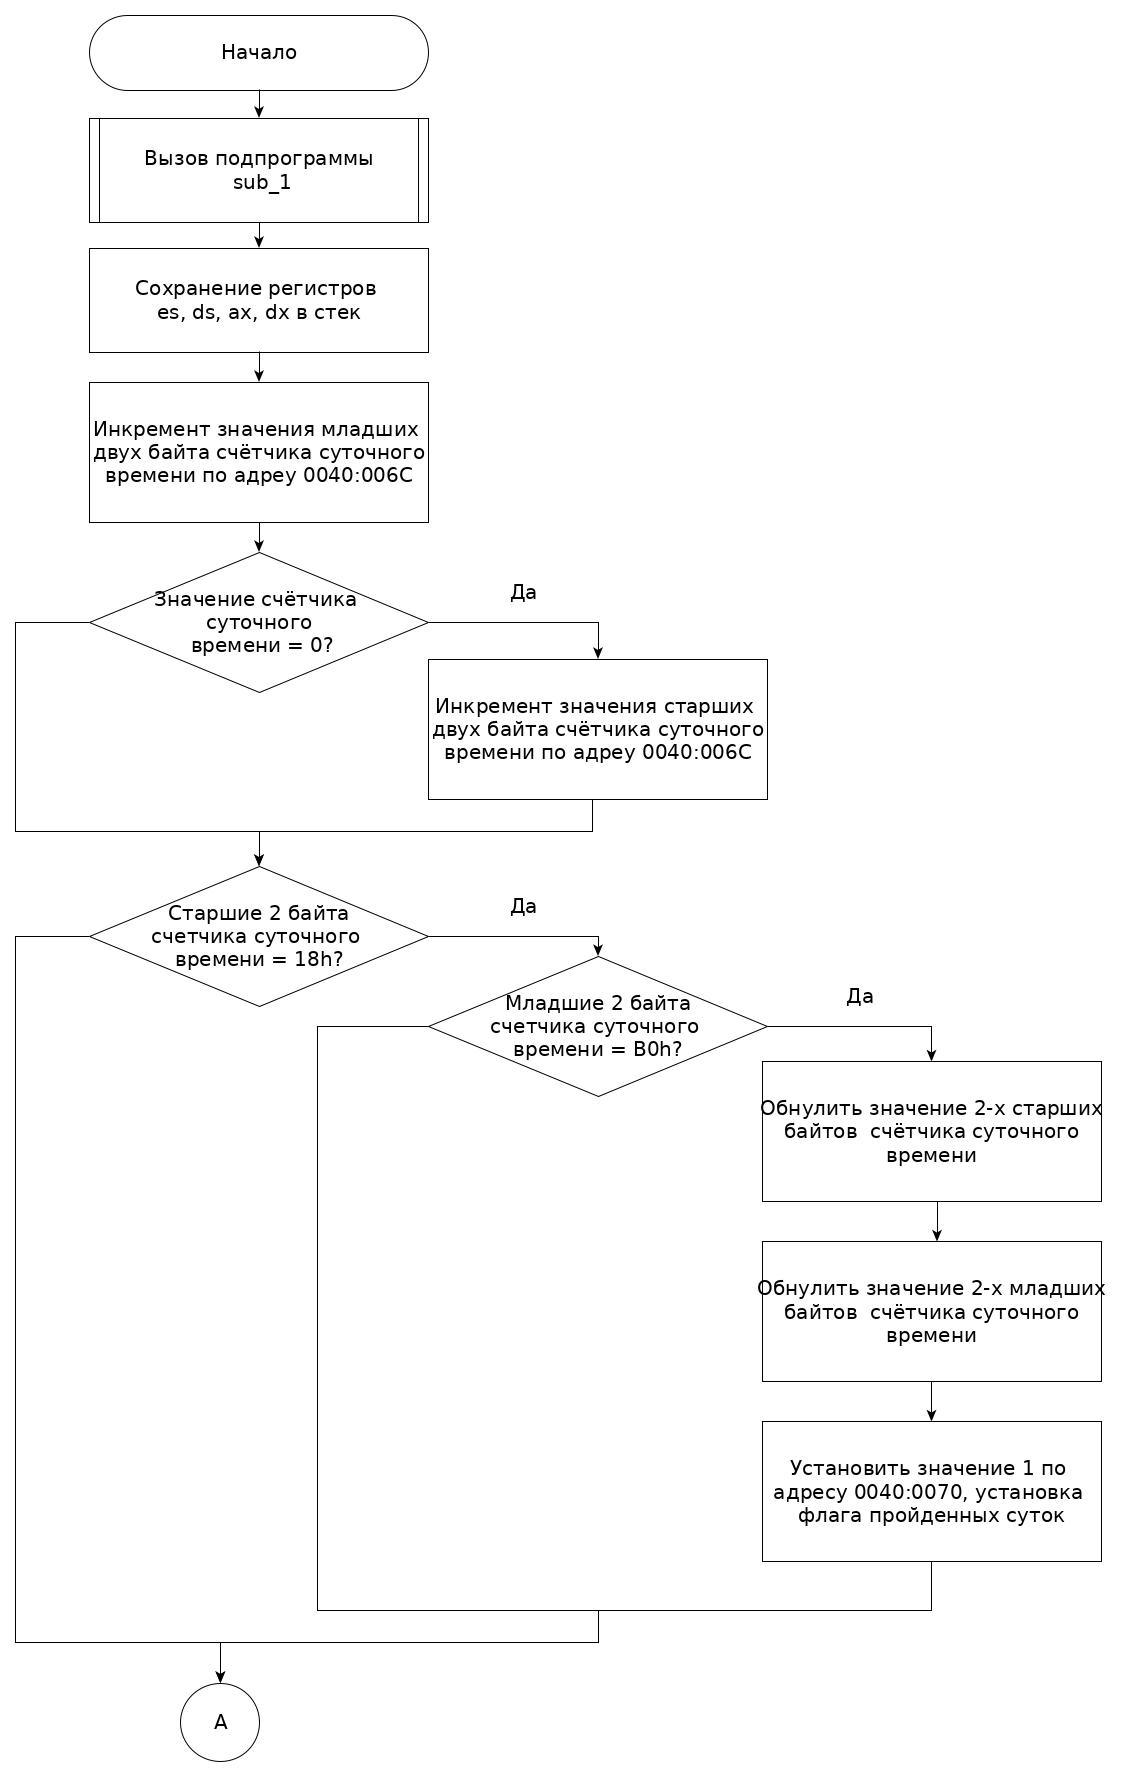 Начало
Вызов подпрограммы
sub_1
Сохранение регистров
es, ds, ax, dx в стек
Инкремент значения младших
двух байта счётчика суточного
времени по адреу 0040:006C
Значение счётчика
суточного
времени = 0?
Да
Инкремент значения старших
двух байта счётчика суточного
времени по адреу 0040:006C
Старшие 2 байта
счетчика суточного
времени = 18h?
Да
Младшие 2 байта
счетчика суточного
времени = B0h?
Да
Обнулить значение 2-х старших
байтов  счётчика суточного
времени
Обнулить значение 2-х младших
байтов  счётчика суточного
времени
Установить значение 1 по
адресу 0040:0070, установка
флага пройденных суток
А